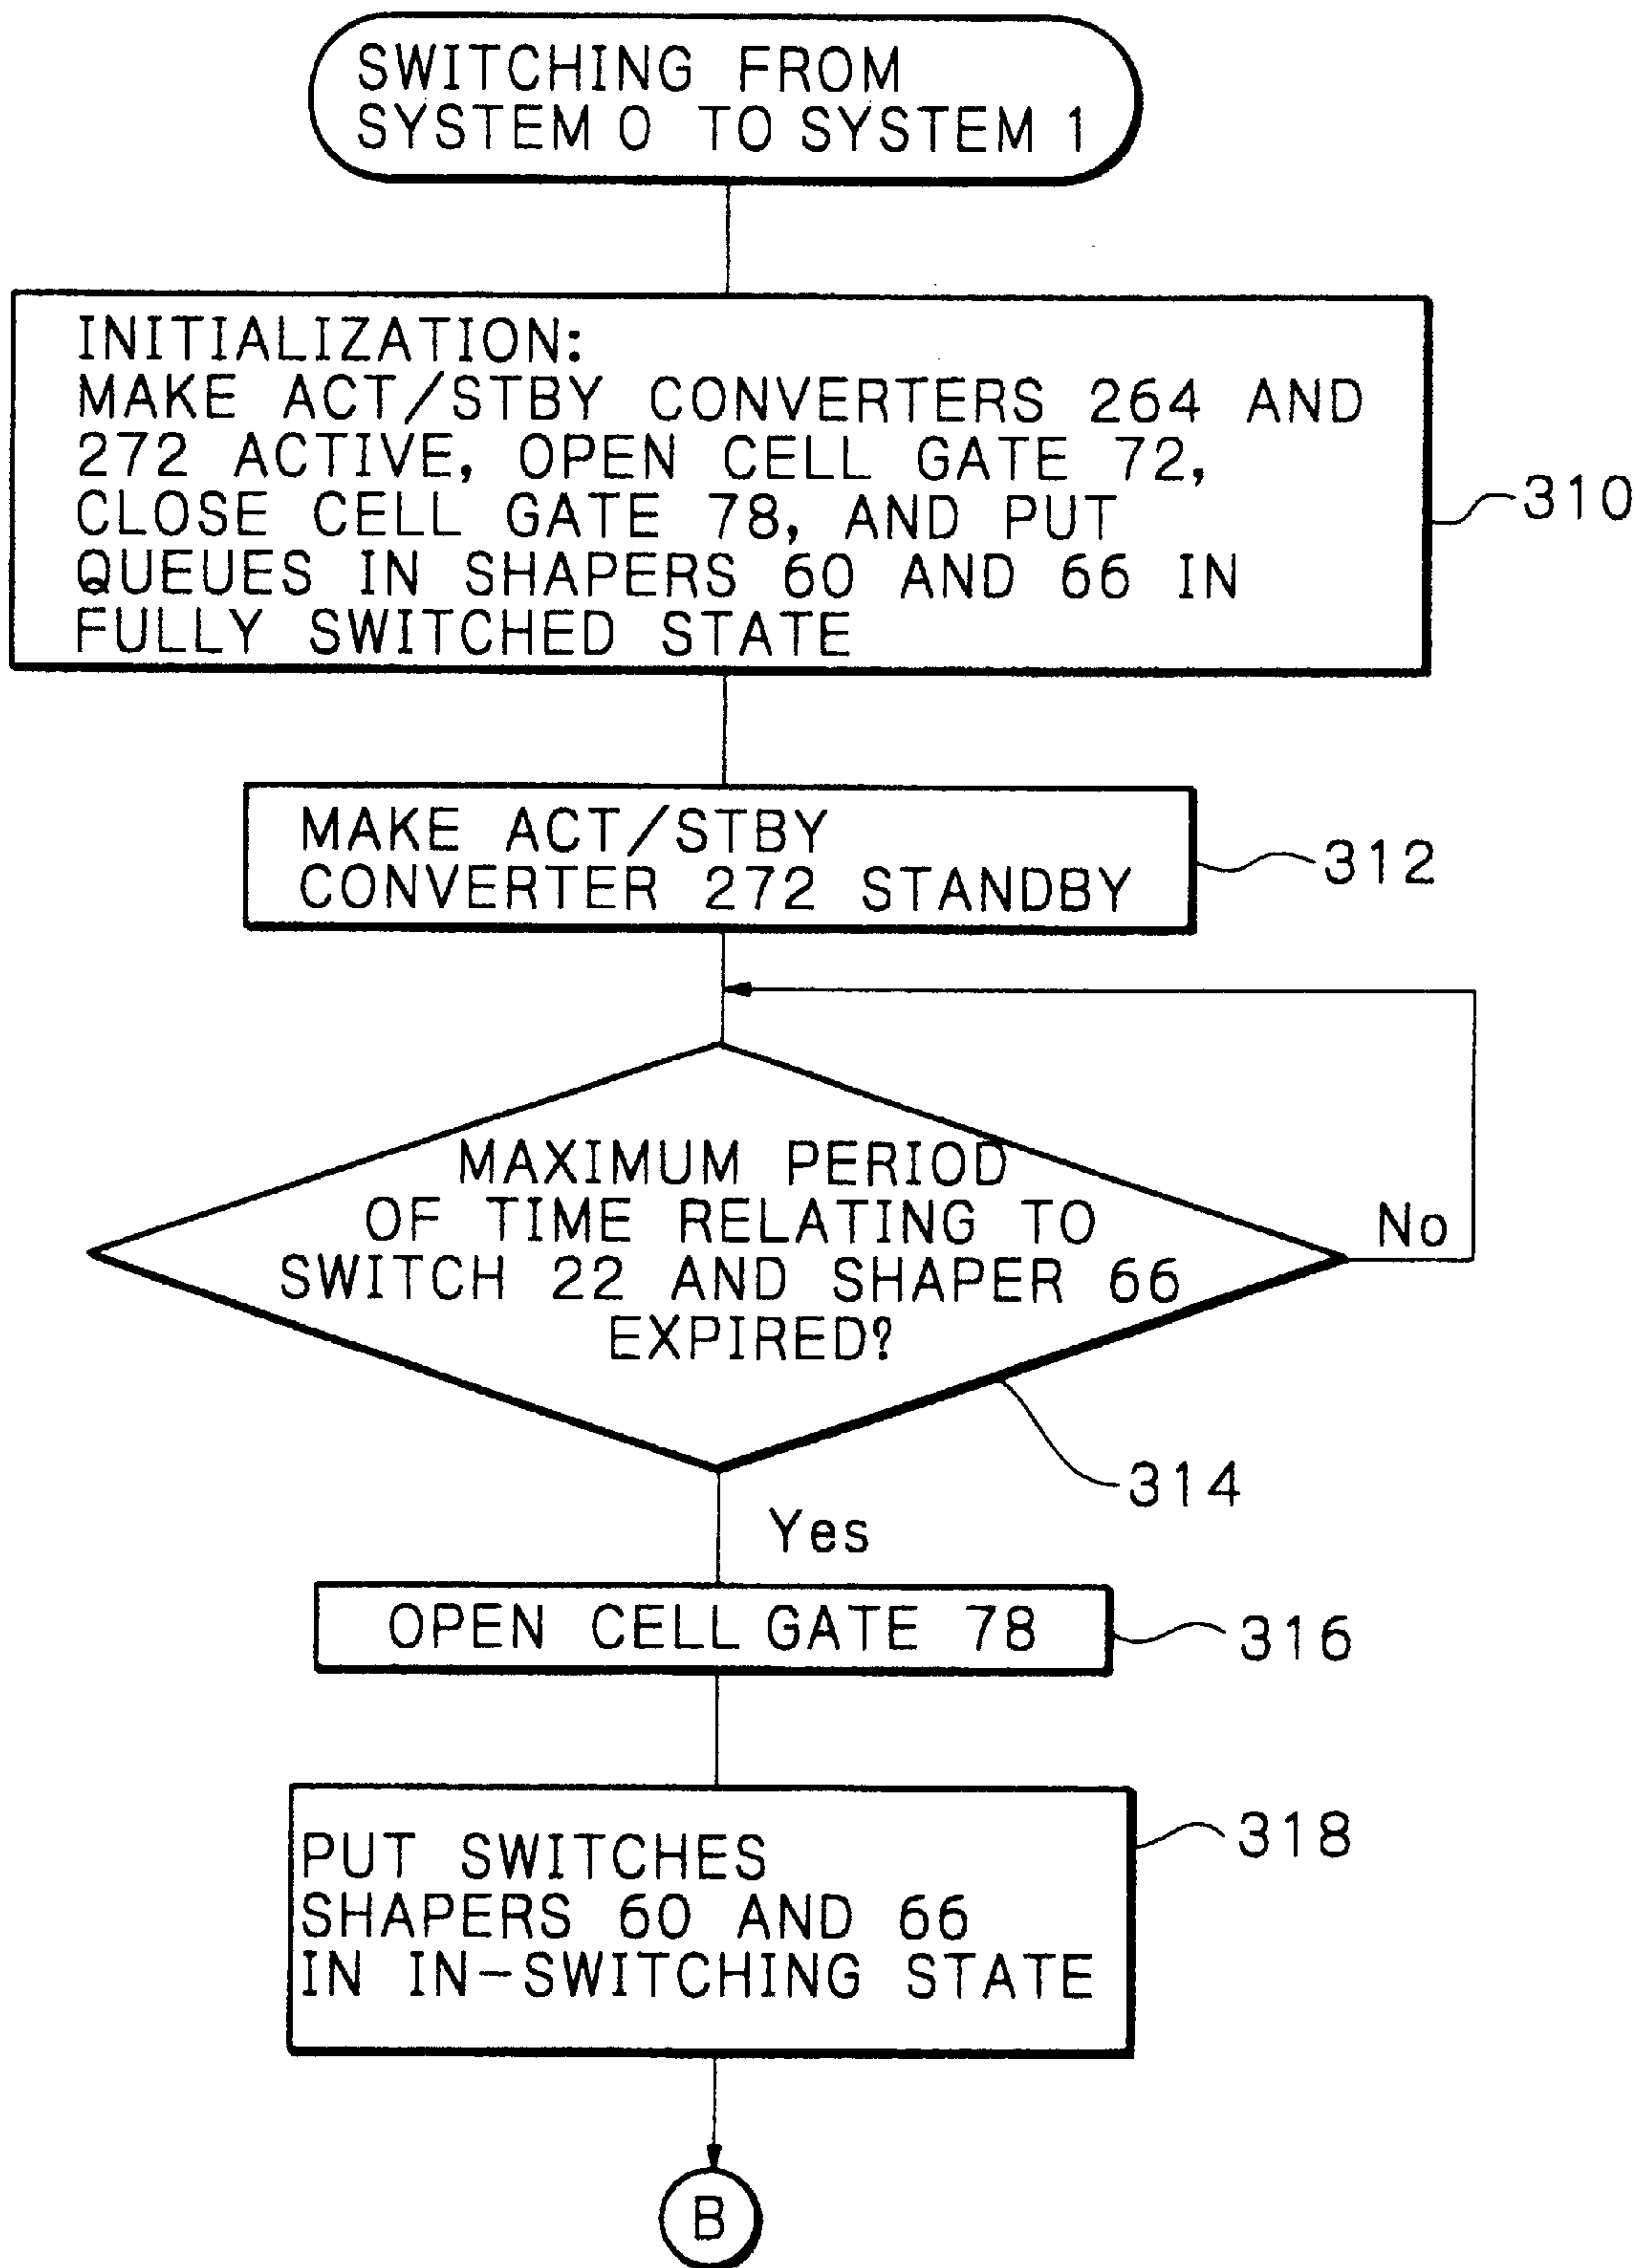 SWITCHING FROM
SYSTEM 0 TO SYSTEM 1
INITIALIZATION:
MAKE ACT/STBY CONVERTERS 264 AND
272 ACTIVE, OPEN CELL GATE 72,
CLOSE CELL GATE 78, AND PUT
QUEUES IN SHAPERS 60 AND 66 IN
FULLY SWITCHED STATE
310
MAKE ACT/STBY
CONVERTER 272 STANDBY
312
MAXIMUM PERIOD
OF TIME RELATING TO
SWITCH 22 AND SHAPER 66
EXPIRED?
No
314
Yes
OPEN CELL GATE 78
316
PUT SWITCHES
SHAPERS 60 AND 66
IN IN-SWITCHING STATE
318
B